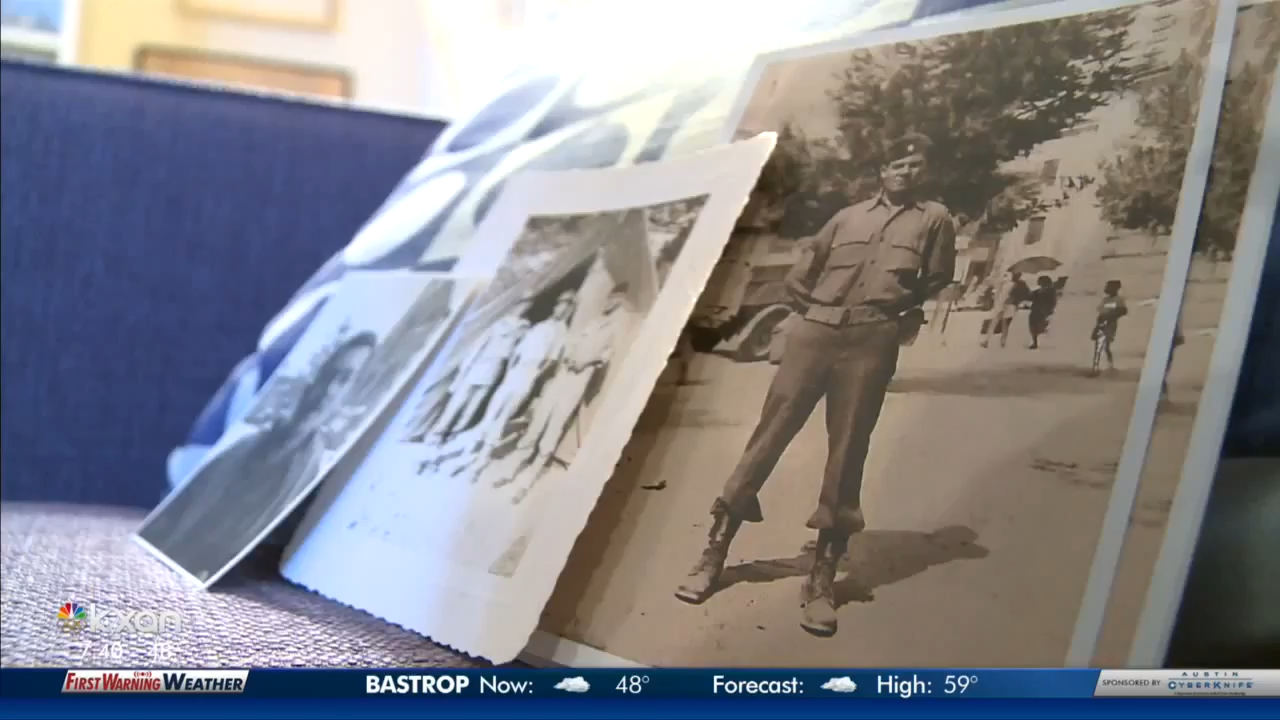 kxan
7:40
FIRST WARNING WEATHER
BASTROP Now: 48° Forecast: High: 59°
SPONSORED BY
AUSTIN
CYBERKNIFE